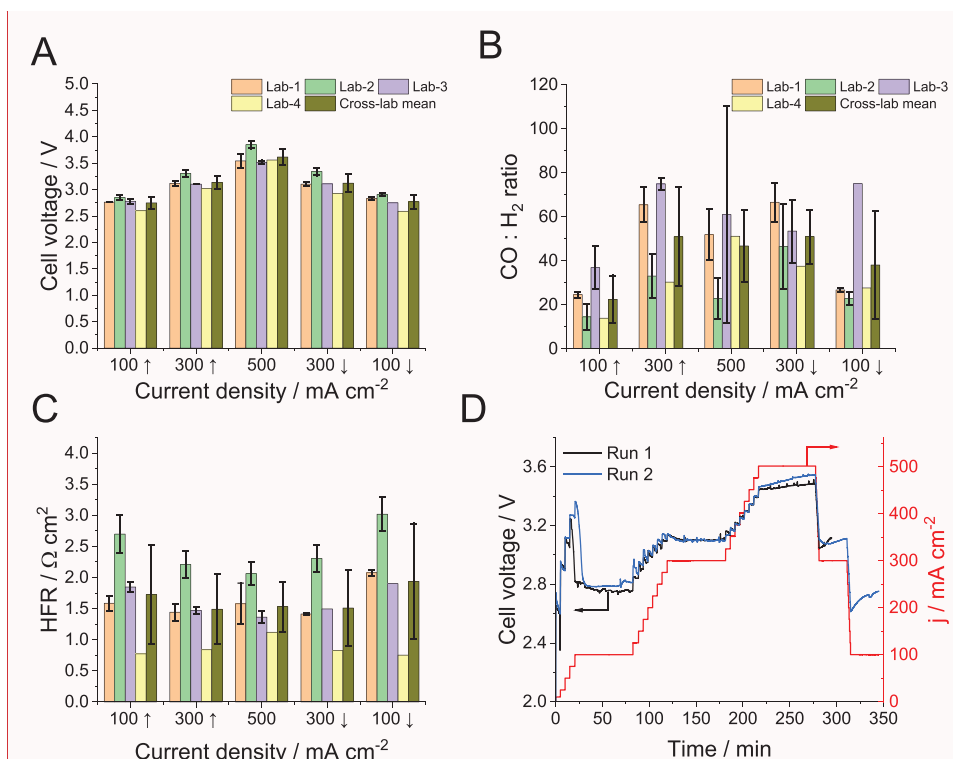 A
Cell voltage / V
5.0
4.5
4.0
3.5
3.0
2.5
2.0
1.5
1.0
0.5
0.0
Lab-1 Lab-2 Lab-3
Lab-4 Cross-lab mean
100 ↑ 300 ↑ 500 300 ↓ 100 ↓
Current density / mA cm-2
B
CO : H2 ratio
120
100
80
60
40
20
0
Lab-1 Lab-2 Lab-3
Lab-4 Cross-lab mean
100 ↑ 300 ↑ 500 300 ↓ 100 ↓
Current density / mA cm-2
C
HFR / Ω cm2
4.0
3.5
3.0
2.5
2.0
1.5
1.0
0.5
0.0
100 ↑ 300 ↑ 500 300 ↓ 100 ↓
Current density / mA cm-2
D
Cell voltage / V
3.6
3.2
2.8
2.4
2.0
Run 1
Run 2
500
400
300
200
100
0
j / mA cm-2
0 50 100 150 200 250 300 350
Time / min